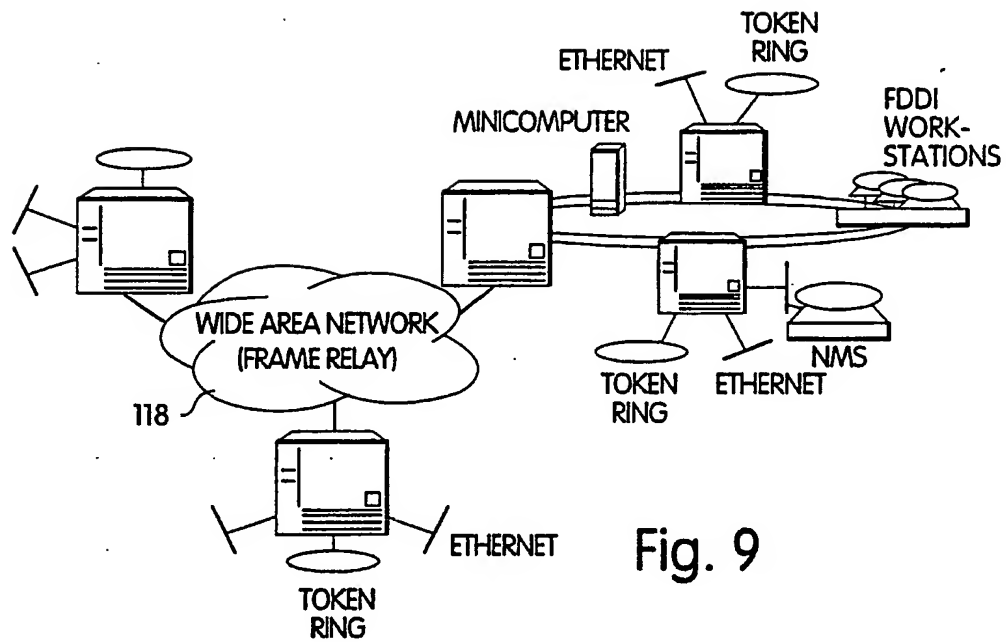 TOKEN
RING
ETHERNET
FDDI
WORK-
STATIONS
MINICOMPUTER
WIDE AREA NETWORK
(FRAME RELAY)
118
TOKEN
RING
ETHERNET
NMS
ETHERNET
TOKEN
RING
Fig. 9